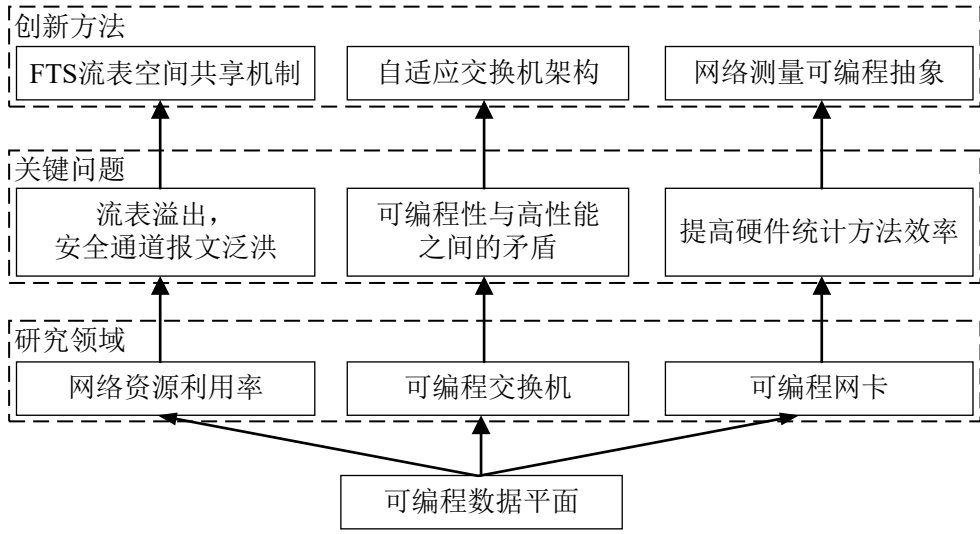 创新方法
FTS流表空间共享机制
自适应交换机架构
网络测量可编程抽象
关键问题
流表溢出，
安全通道报文泛洪
可编程性与高性能
之间的矛盾
提高硬件统计方法效率
研究领域
网络资源利用率
可编程交换机
可编程网卡
可编程数据平面